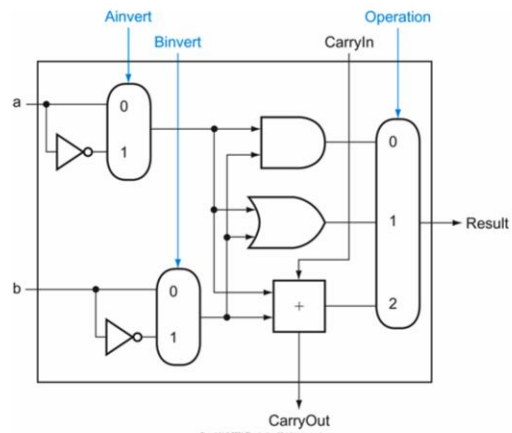 Ainvert
Operation
Binvert
CarryIn
a
0
1
0
1
Result
b
0
1
+
2
CarryOut